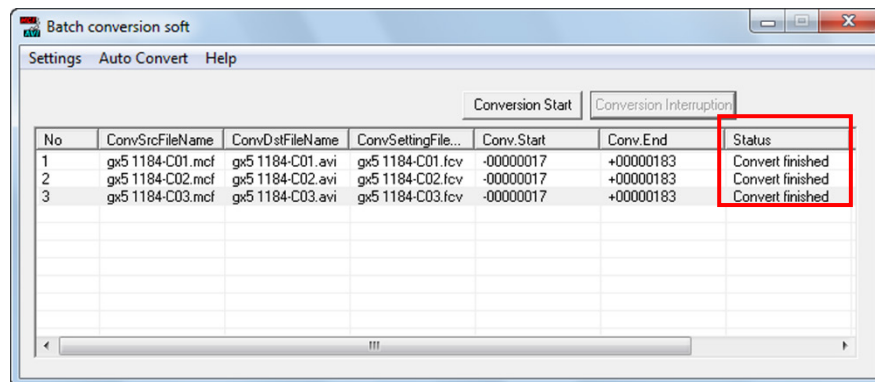 Batch conversion soft
Settings Auto Convert Help
Conversion Start Conversion Interruption
No ConvSrcFileName ConvDstFileName ConvSettingFile... Conv.Start Conv.End Status
1 gx5 1184-C01.mcf gx5 1184-C01.avi gx5 1184-C01.fcv -00000017 +00000183 Convert finished
2 gx5 1184-C02.mcf gx5 1184-C02.avi gx5 1184-C02.fcv -00000017 +00000183 Convert finished
3 gx5 1184-C03.mcf gx5 1184-C03.avi gx5 1184-C03.fcv -00000017 +00000183 Convert finished